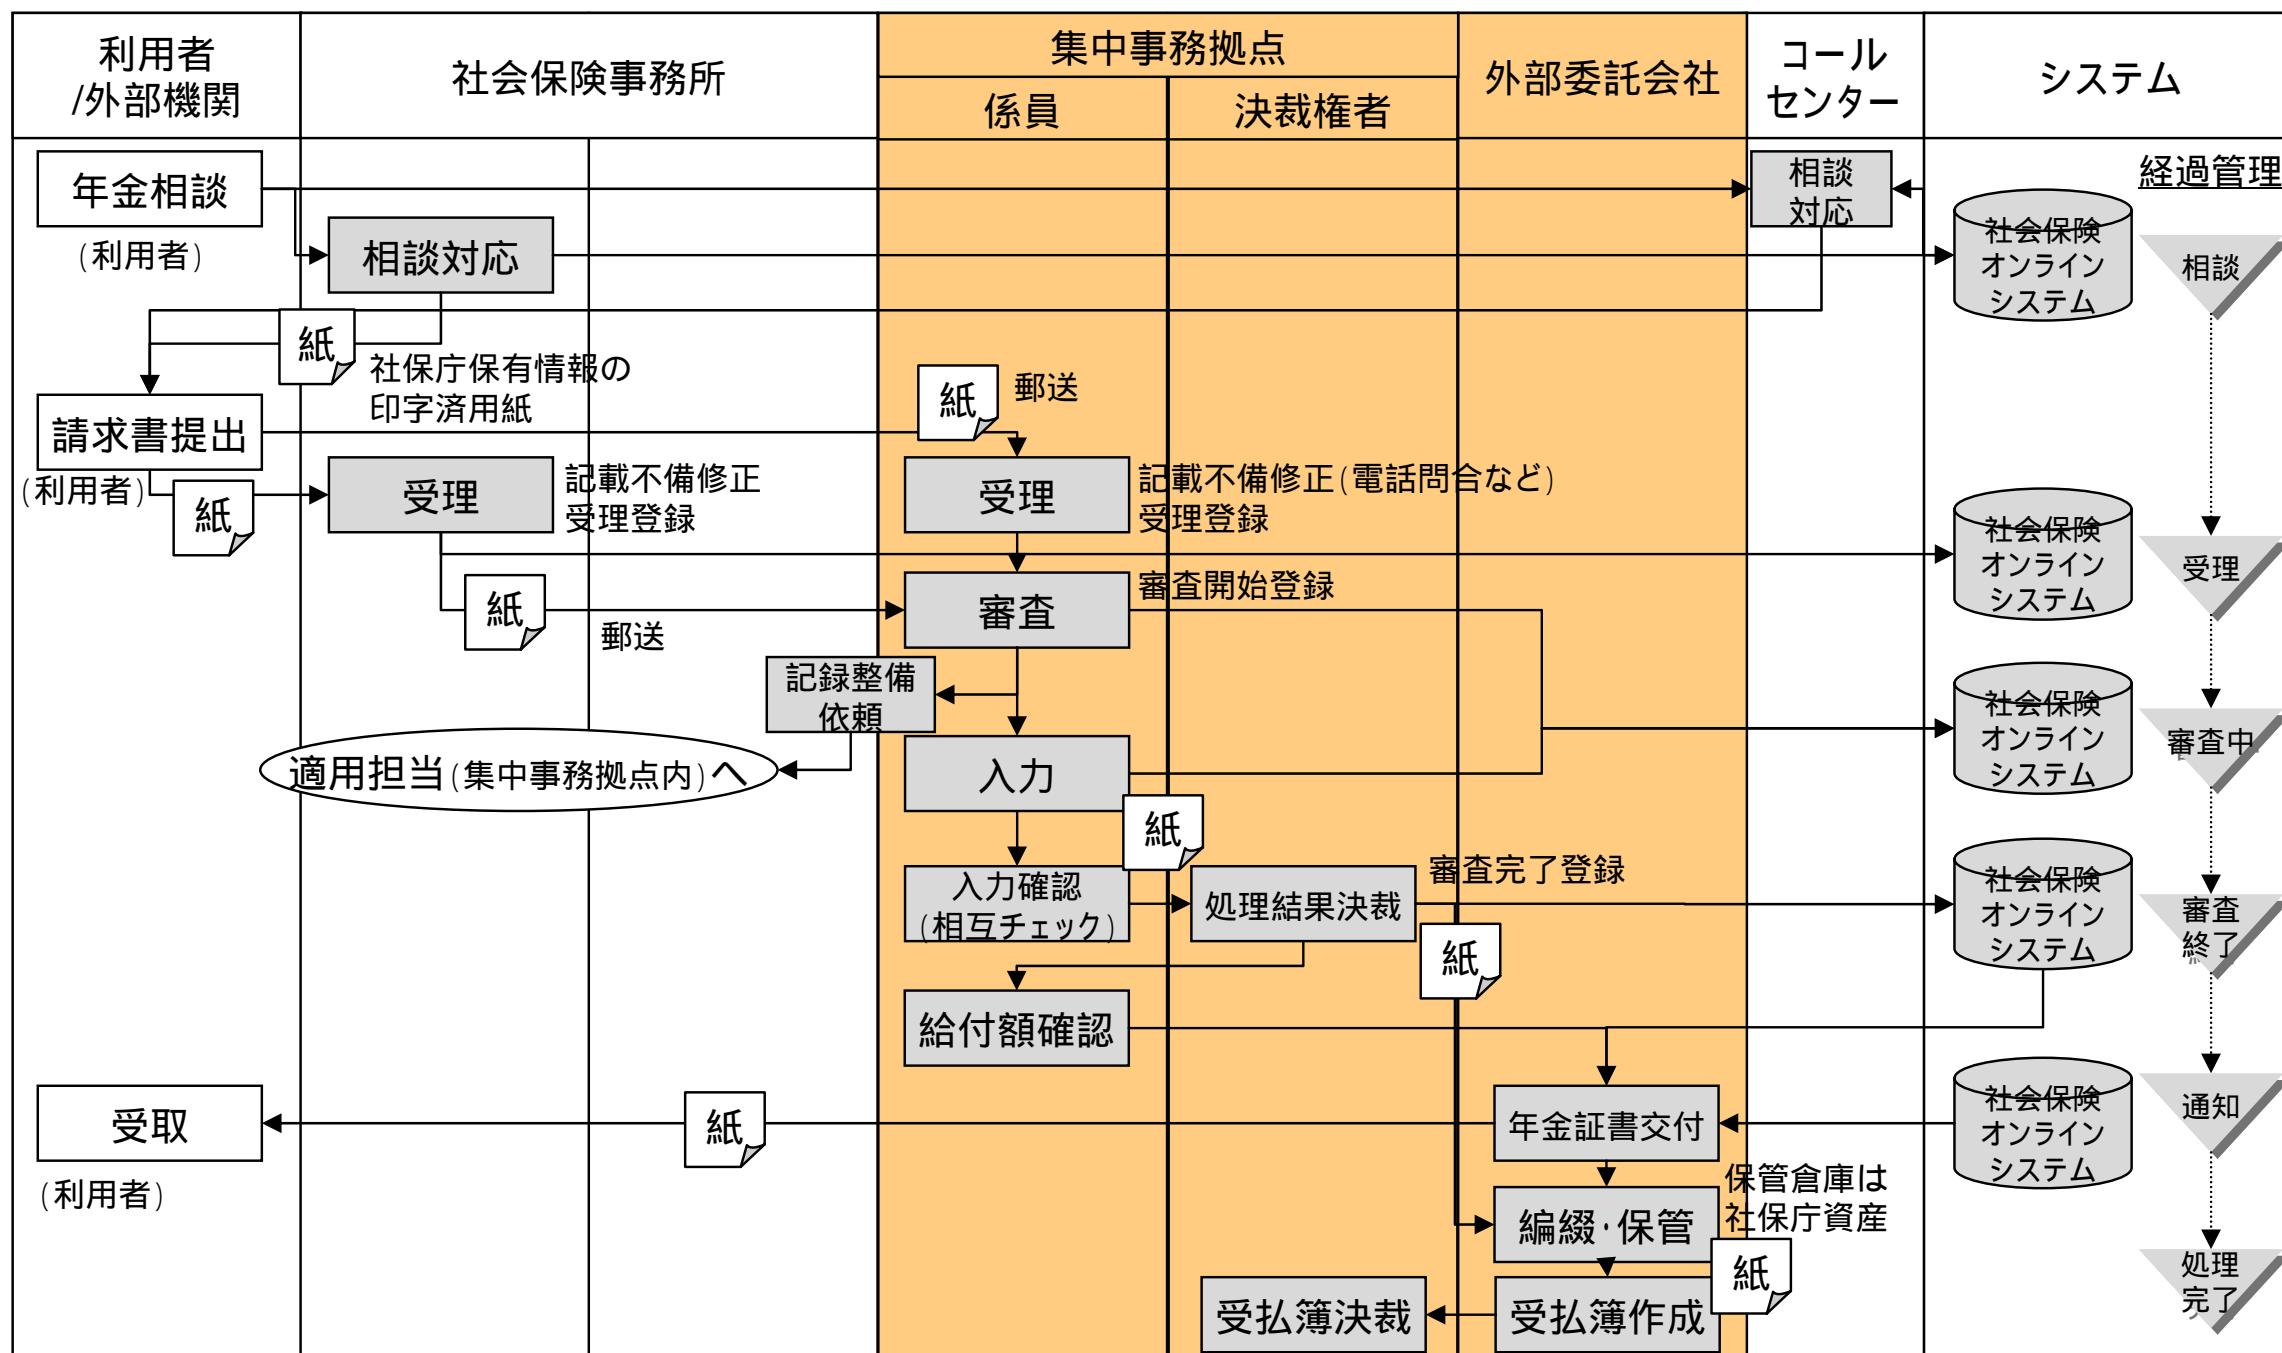 利用者
/外部機関
社会保険事務所
集中事務拠点
係員
決裁権者
外部委託会社
コール
センター
システム
年金相談
(利用者)
相談対応
相談
対応
社会保険
オンライン
システム
経過管理
相談
紙
社保庁保有情報の
印字済用紙
請求書提出
(利用者)
紙
郵送
紙
受理
記載不備修正
受理登録
受理
記載不備修正(電話問合など)
受理登録
社会保険
オンライン
システム
受理
紙
郵送
審査
審査開始登録
記録整備
依頼
適用担当(集中事務拠点内)へ
入力
社会保険
オンライン
システム
審査中
紙
入力確認
(相互チェック)
処理結果決裁
審査完了登録
紙
社会保険
オンライン
システム
審査
終了
給付額確認
受取
(利用者)
紙
年金証書交付
社会保険
オンライン
システム
通知
編綴・保管
保管倉庫は
社保庁資産
紙
受払簿決裁
受払簿作成
処理
完了